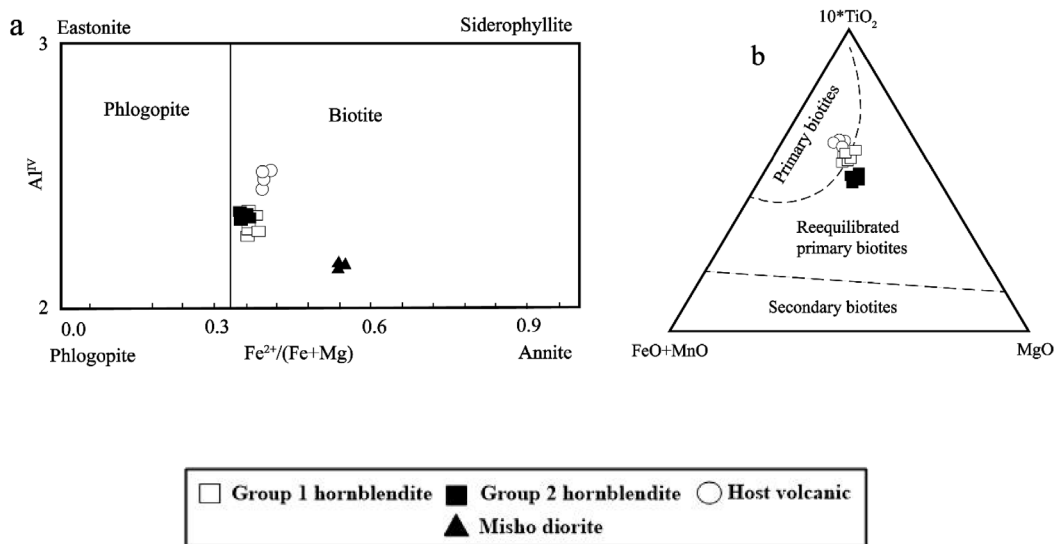 a
Eastonite
Siderophyllite
3
Phlogopite
Biotite
Al^IV
2
0.0
0.3
0.6
0.9
Phlogopite
Fe²⁺/(Fe+Mg)
Annite
b
10*TiO₂
Primary biotites
Reequilibrated
primary biotites
Secondary biotites
FeO+MnO
MgO
Group 1 hornblendite
Group 2 hornblendite
Host volcanic
Misho diorite